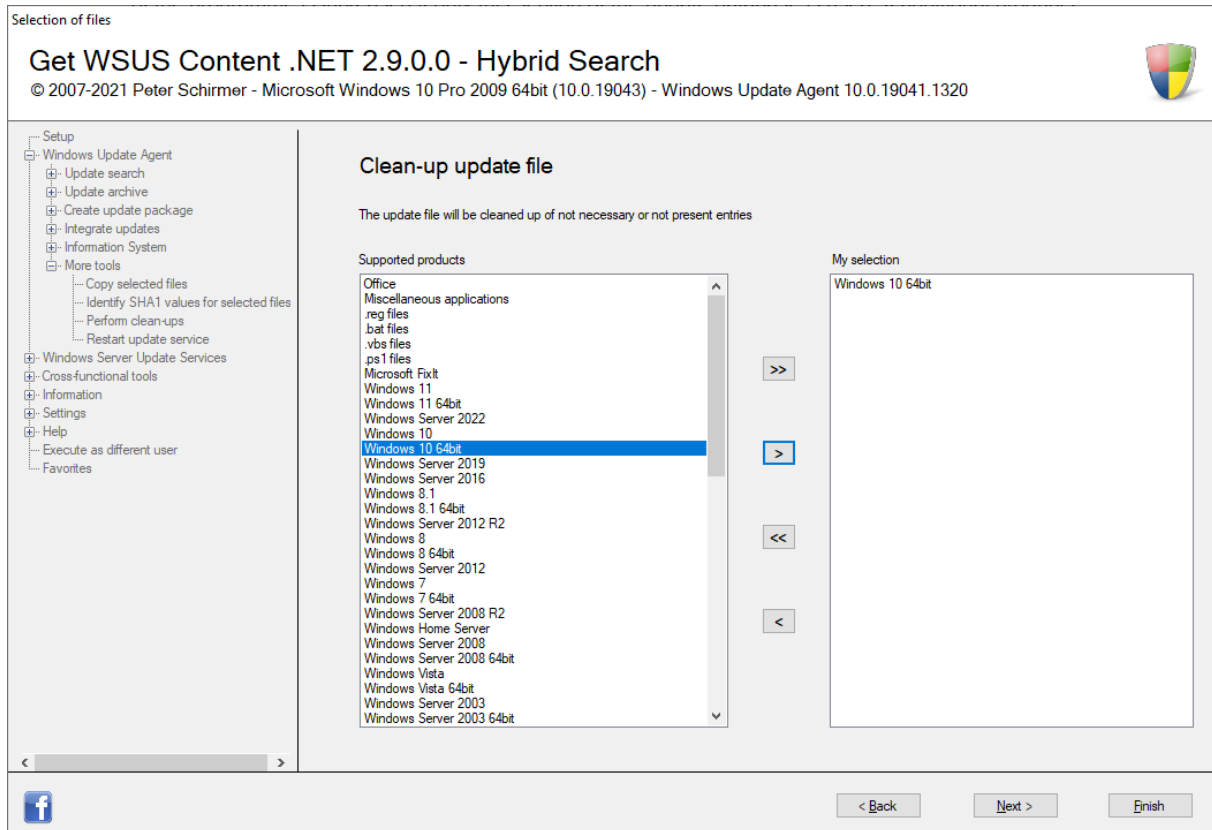 Selection of files
Get WSUS Content .NET 2.9.0.0 - Hybrid Search
© 2007-2021 Peter Schirmer - Microsoft Windows 10 Pro 2009 64bit (10.0.19043) - Windows Update Agent 10.0.19041.1320
Setup
Windows Update Agent
Update search
Update archive
Create update package
Integrate updates
Information System
More tools
Copy selected files
Identify SHA1 values for selected files
Perform clean-ups
Restart update service
Windows Server Update Services
Cross-functional tools
Information
Settings
Help
Execute as different user
Favorites
Clean-up update file
The update file will be cleaned up of not necessary or not present entries
Supported products
Office
Miscellaneous applications
.reg files
.bat files
.vbs files
.ps1 files
Microsoft FixIt
Windows 11
Windows 11 64bit
Windows Server 2022
Windows 10
Windows 10 64bit
Windows Server 2019
Windows Server 2016
Windows 8.1
Windows 8.1 64bit
Windows Server 2012 R2
Windows 8
Windows 8 64bit
Windows Server 2012
Windows 7
Windows 7 64bit
Windows Server 2008 R2
Windows Home Server
Windows Server 2008
Windows Server 2008 64bit
Windows Vista
Windows Vista 64bit
Windows Server 2003
Windows Server 2003 64bit
>>
>
<<
<
My selection
Windows 10 64bit
< Back
Next >
Finish